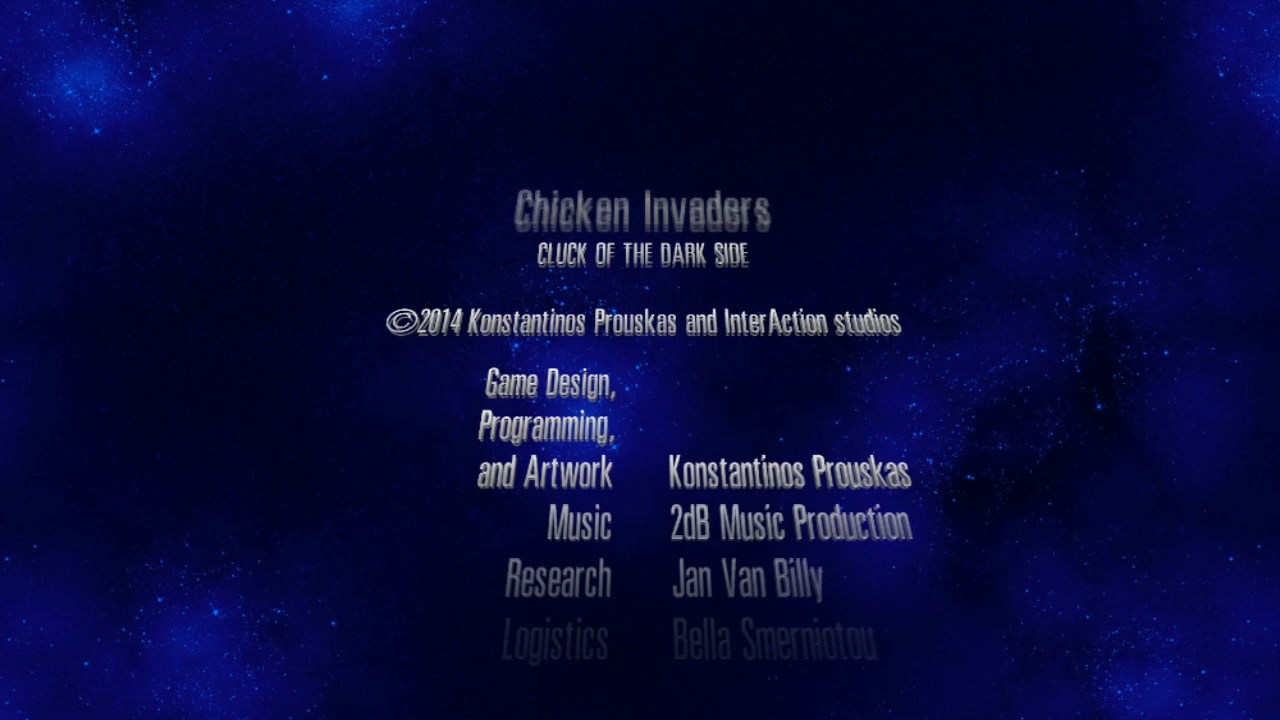 Chicken Invaders
CLUCK OF THE DARK SIDE
©2014 Konstantinos Prouskas and InterAction studios
Game Design,
Programming,
and Artwork Konstantinos Prouskas
Music 2dB Music Production
Research Jan Van Billy
Logistics Bella Smerniotou